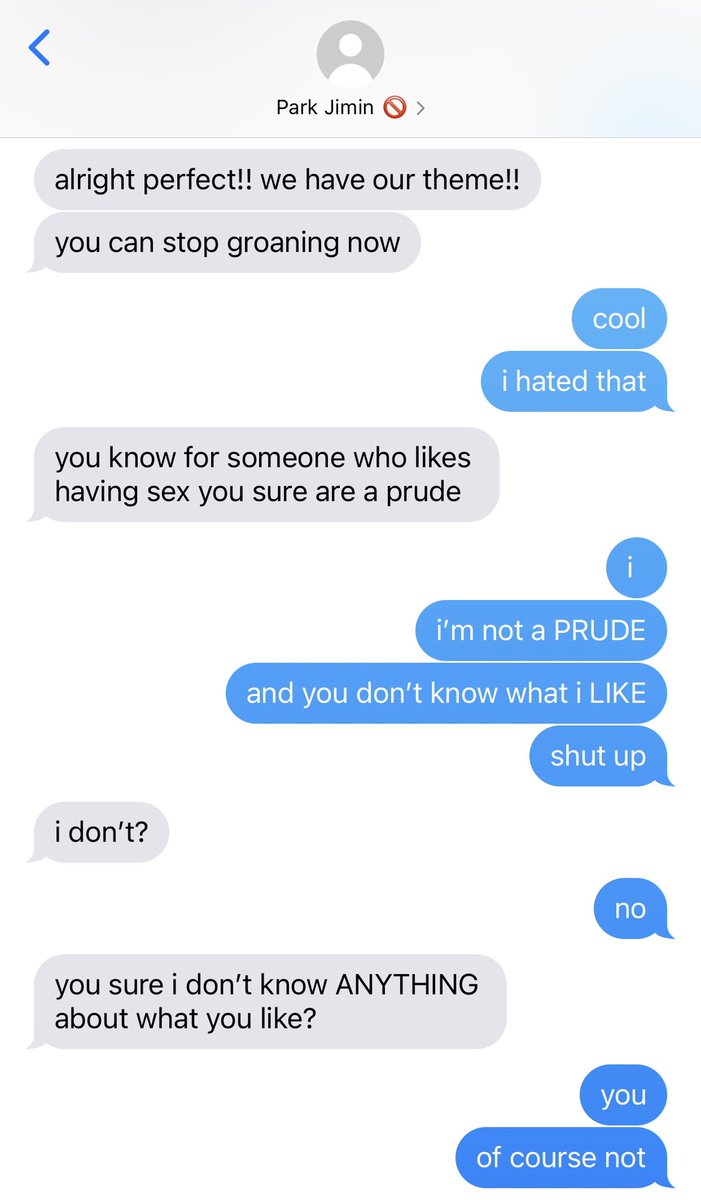 Park Jimin 🚫
alright perfect!! we have our theme!!
you can stop groaning now
cool
i hated that
you know for someone who likes
having sex you sure are a prude
i
i’m not a PRUDE
and you don’t know what i LIKE
shut up
i don’t?
no
you sure i don’t know ANYTHING
about what you like?
you
of course not